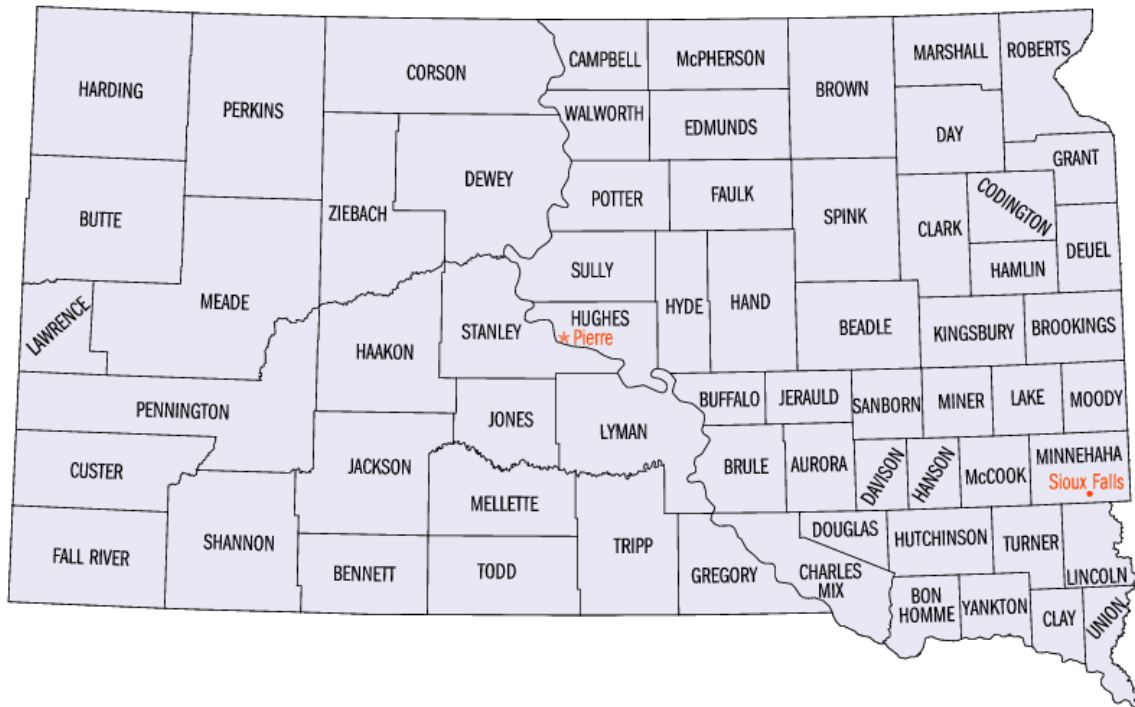 HARDING
PERKINS
CORSON
CAMPBELL
McPHERSON
BROWN
MARSHALL
ROBERTS
WALWORTH
EDMUNDS
DAY
GRANT
BUTTE
ZIEBACH
DEWEY
POTTER
FAULK
SPINK
CLARK
CODINGTON
DEUEL
HAMLIN
LAWRENCE
MEADE
SULLY
HYDE
HAND
HAAKON
STANLEY
HUGHES
* Pierre
BEADLE
KINGSBURY
BROOKINGS
PENNINGTON
JONES
LYMAN
BUFFALO
JERAULD
SANBORN
MINER
LAKE
MOODY
CUSTER
JACKSON
BRULE
AURORA
DAVISON
HANSON
McCOOK
MINNEHAHA
Sioux Falls
MELLETTE
FALL RIVER
SHANNON
BENNETT
TODD
TRIPP
GREGORY
DOUGLAS
CHARLES
MIX
HUTCHINSON
TURNER
LINCOLN
BON
HOMME
YANKTON
CLAY
UNION